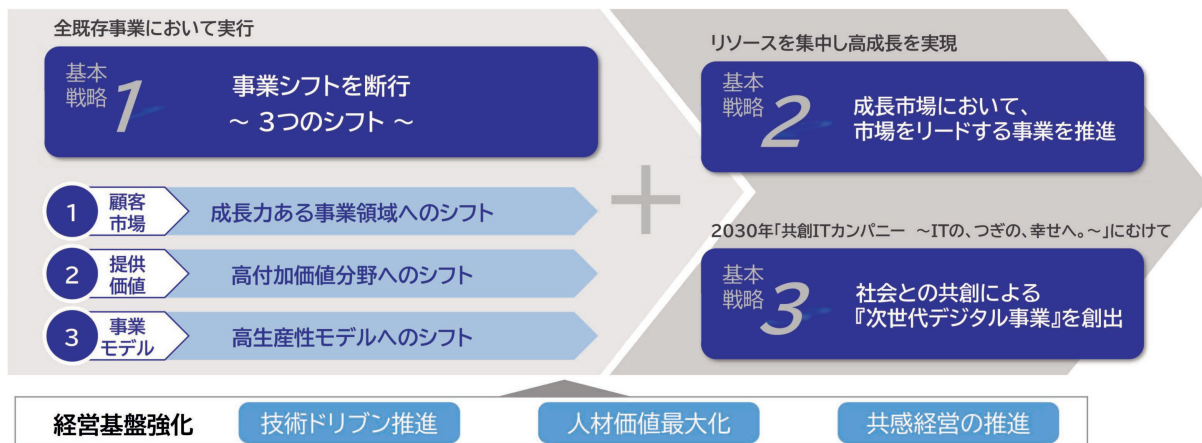 全既存事業において実行
基本
戦略 1
事業シフトを断行
～ 3つのシフト ～
1 顧客
市場
成長力ある事業領域へのシフト
2 提供
価値
高付加価値分野へのシフト
3 事業
モデル
高生産性モデルへのシフト
＋
リソースを集中し高成長を実現
基本
戦略 2
成長市場において、
市場をリードする事業を推進
2030年「共創ITカンパニー ～ITの、つぎの、幸せへ。～」にむけて
基本
戦略 3
社会との共創による
『次世代デジタル事業』を創出
経営基盤強化 技術ドリブン推進 人材価値最大化 共感経営の推進